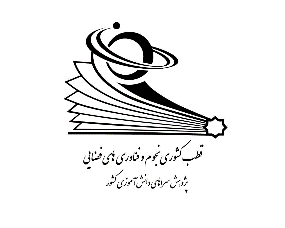 قطب کشوری نجوم و فناوری های فضایی
پژوهش سراهای دانش آموزی کشور